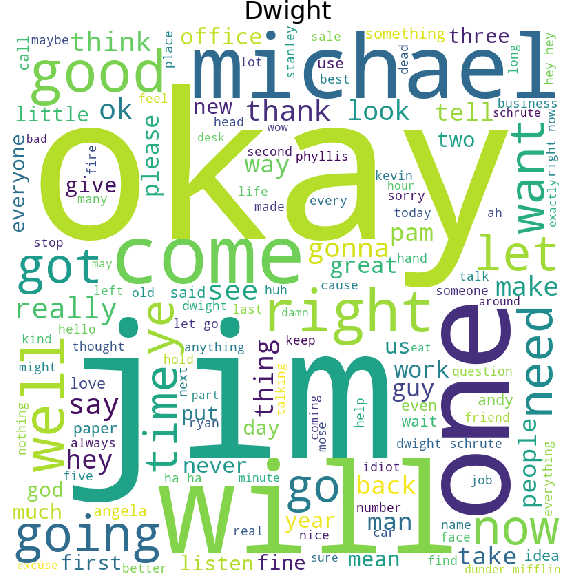 Dwight
maybe
place
call
think
office
something
three
sale
use
best
stanley
dead
long
hey hey
good
michael
lot
ok
little
feel
new
thank
look
tell
business
schrute
head
wow
okay
everyone
bad
fire
please
give
many
desk
second
phyllis
way
two
want
right now
exactly
kevin
hour
life
every
sorry
made
today
ah
pam
stop
come
gonna
let
got
may
great
hand
talk
see
said
huh
cause
someone
make
left
old
really
dwight
last
damn
right
around
kind
hello
ye
let go
jim
one
need
might
thought
anything
keep
us
eat
well
time
hold
thing
work
question
love
next
part
talking
guy
andy
say
put
ryan
coming
mose
help
even
friend
nothing
paper
day
wait
always
hey
never
dwight schrute
people
everything
five
ha ha
minute
idiot
job
god
will
go
back
much
angela
year
number
man
now
name
face
going
real
nice
car
excuse
first
better
listen
fine
sure
mean
find
take
idea
dunder mifflin